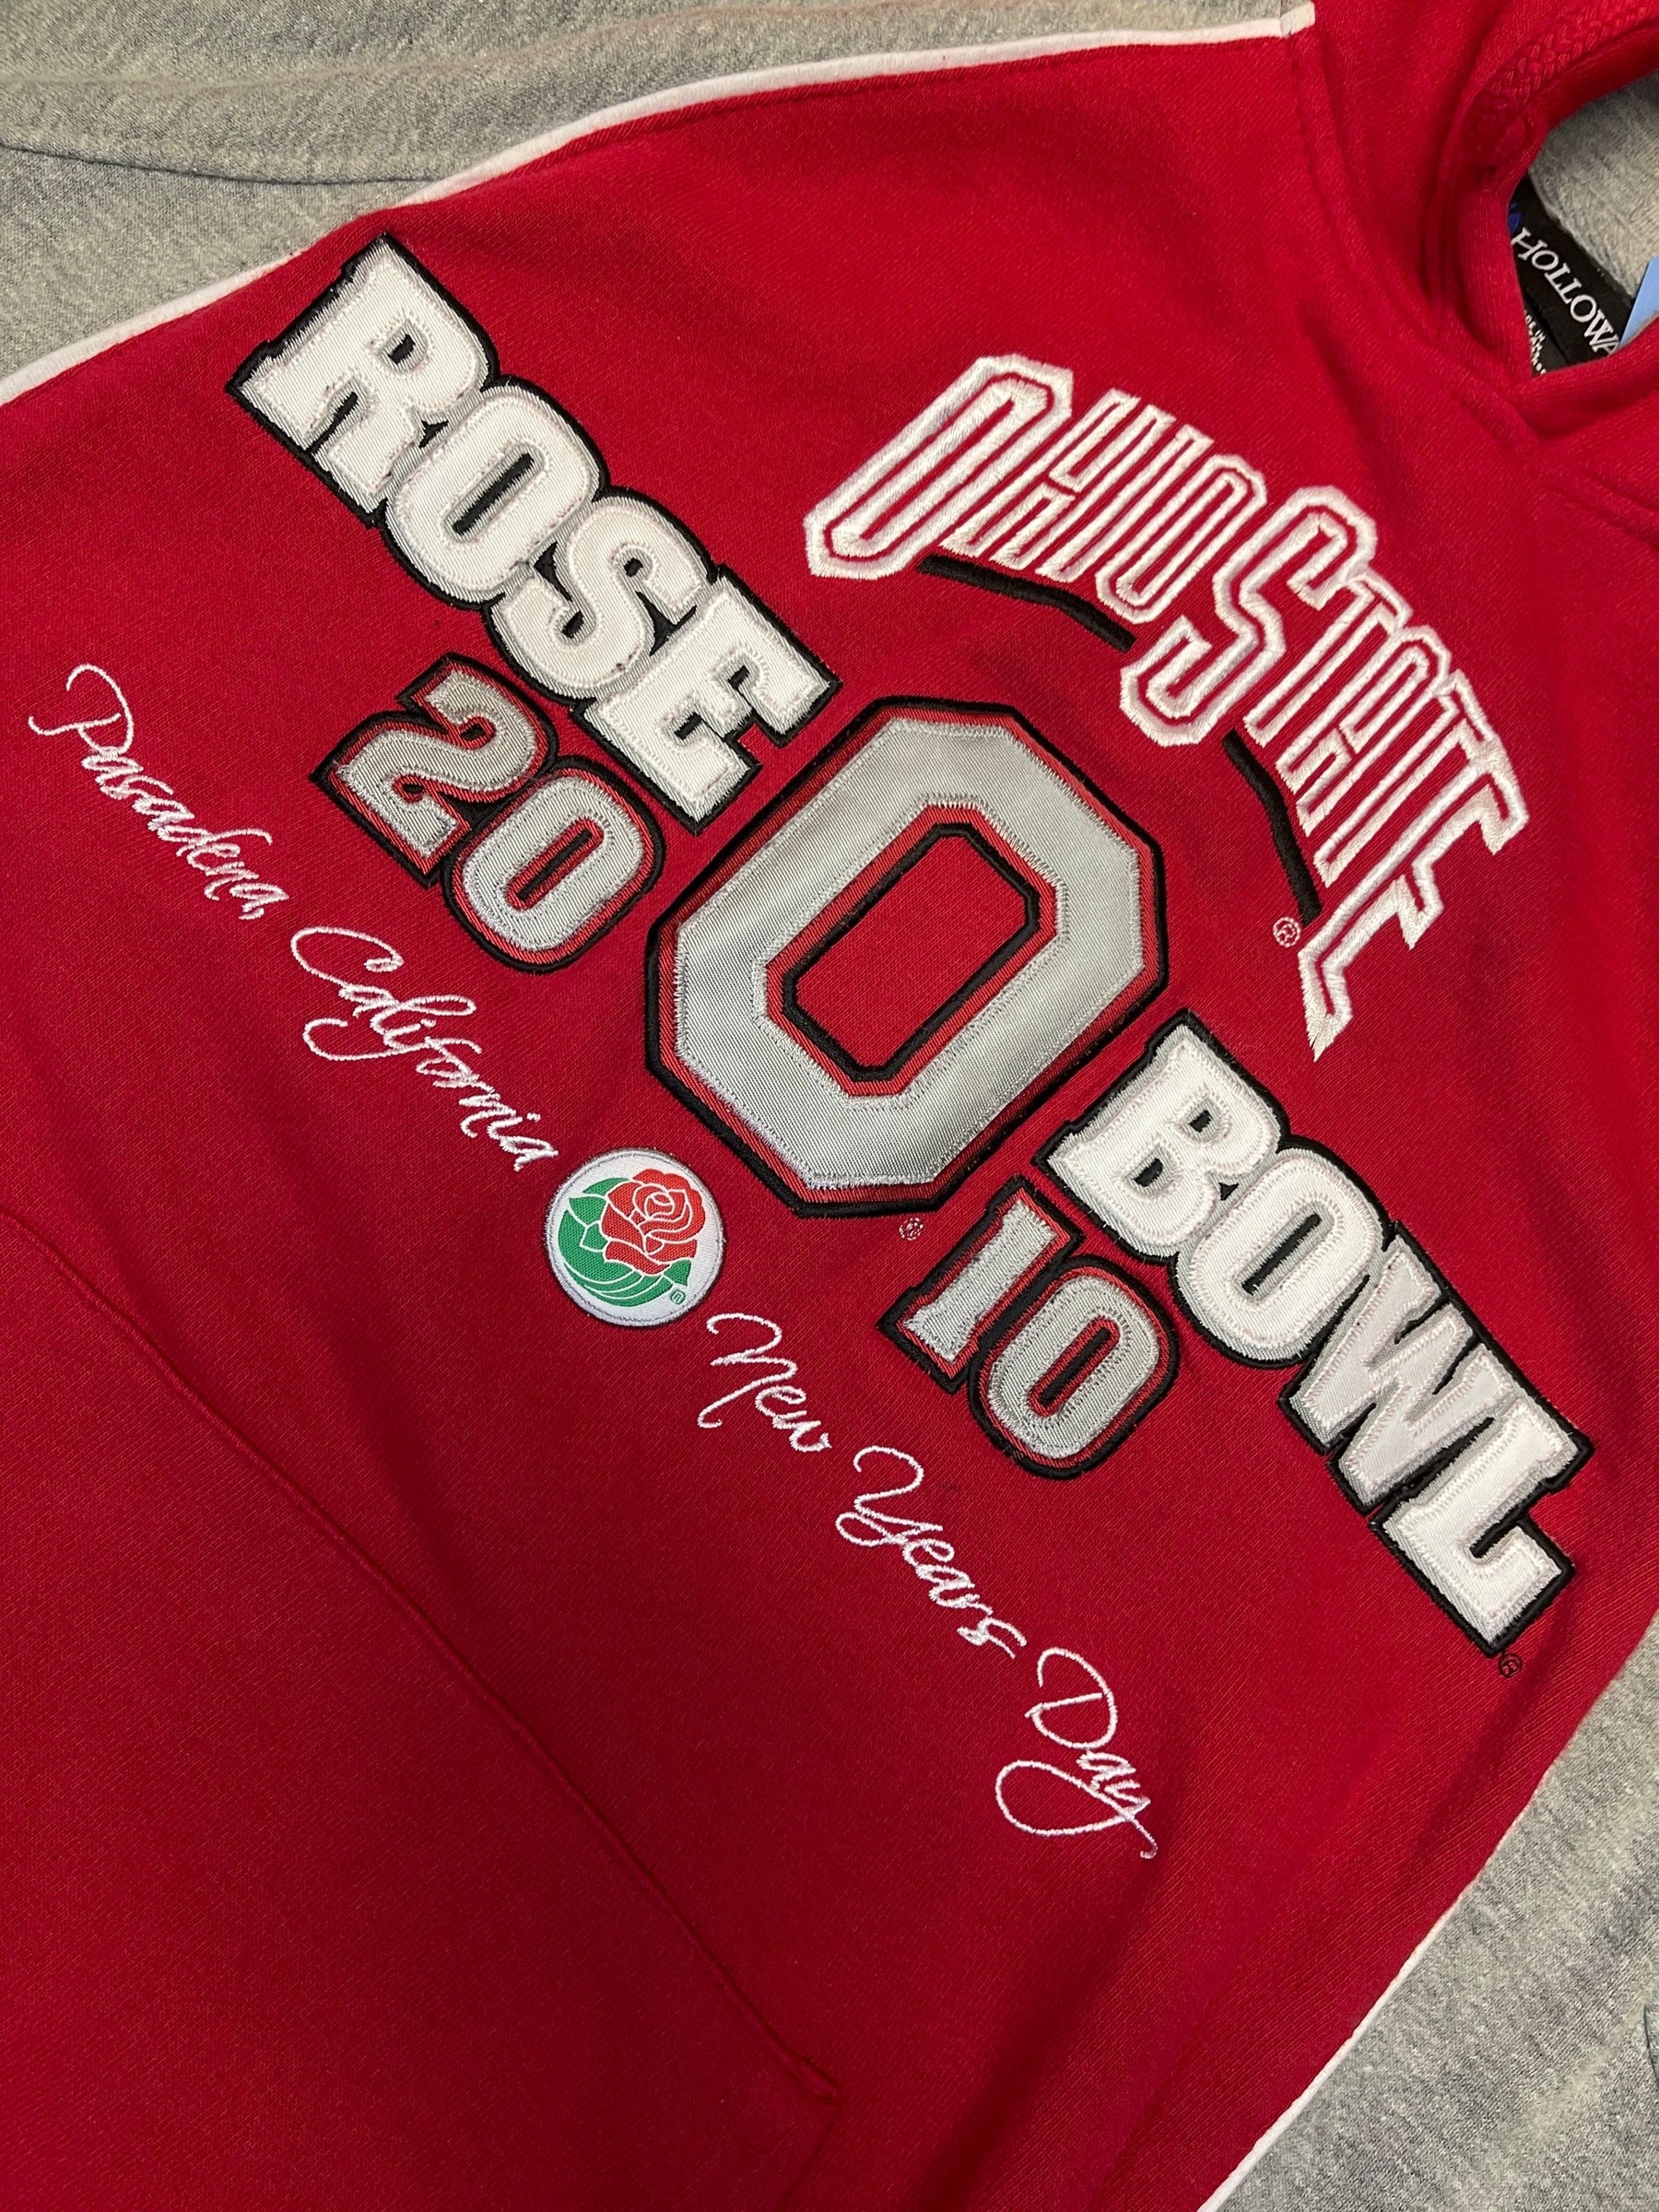 HOLLOWA
OHIO STATE
®
ROSE O BOWL
®
20 10
®
Pasadena, California New Years Day